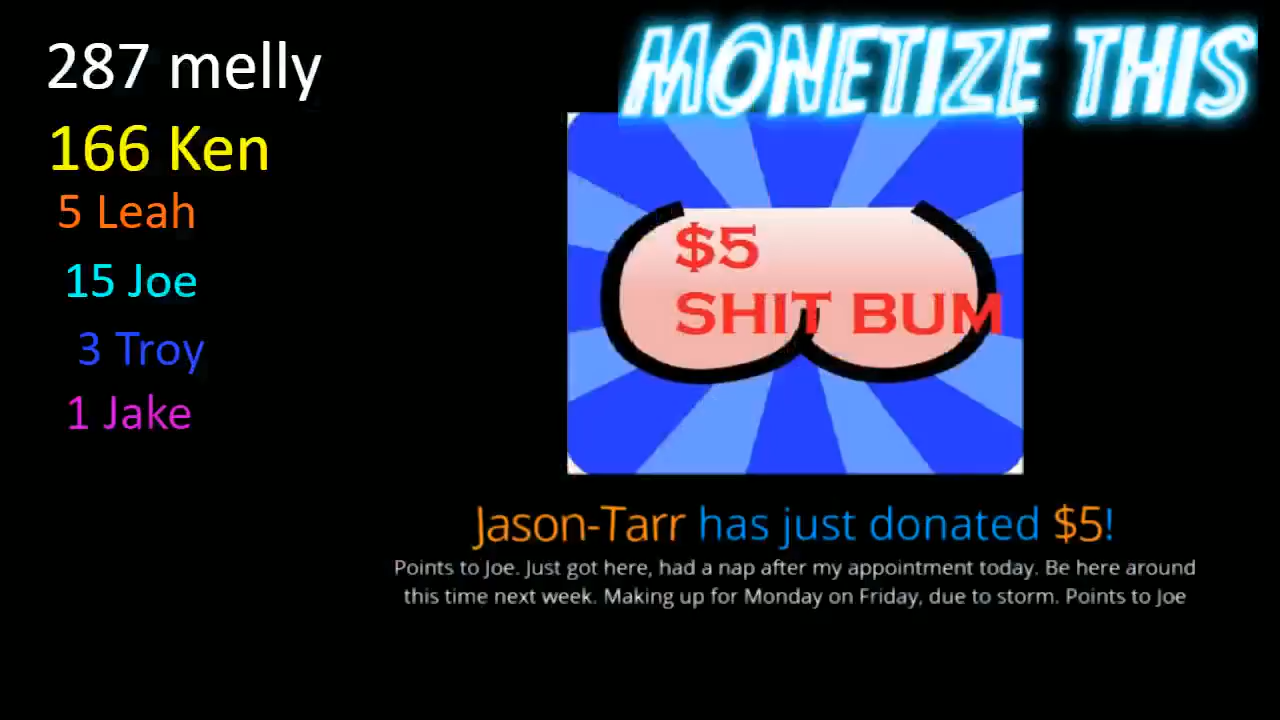 287 melly
166 Ken
5 Leah
15 Joe
3 Troy
1 Jake
MONETIZE THIS
$5
SHIT BUM
Jason-Tarr has just donated $5!
Points to Joe. Just got here, had a nap after my appointment today. Be here around
this time next week. Making up for Monday on Friday, due to storm. Points to Joe